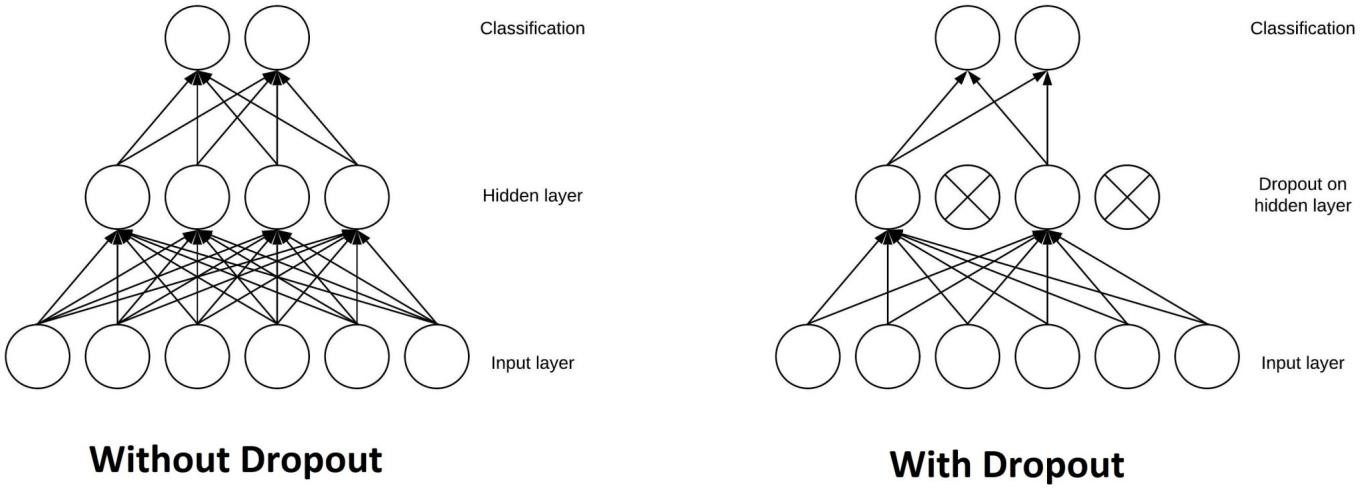 Classification
Hidden layer
Input layer
Without Dropout
Classification
Dropout on
hidden layer
Input layer
With Dropout